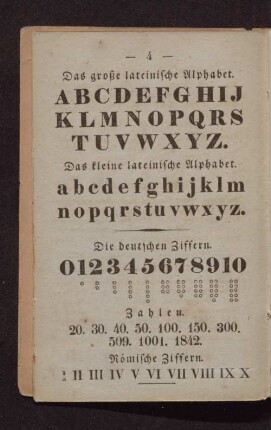 — 4 —
Das große lateinische Alphabet.
ABCDEFGHIJ
KLMNOPQRS
TUVWXYZ.
Das kleine lateinische Alphabet.
abcdefghijklm
nopqrstuvwxyz.
Die deutschen Ziffern.
012345678910
Zahlen.
20. 30. 40. 50. 100. 150. 300.
509. 1001. 1842.
Römische Ziffern.
I II III IV V VI VII VIII IX X